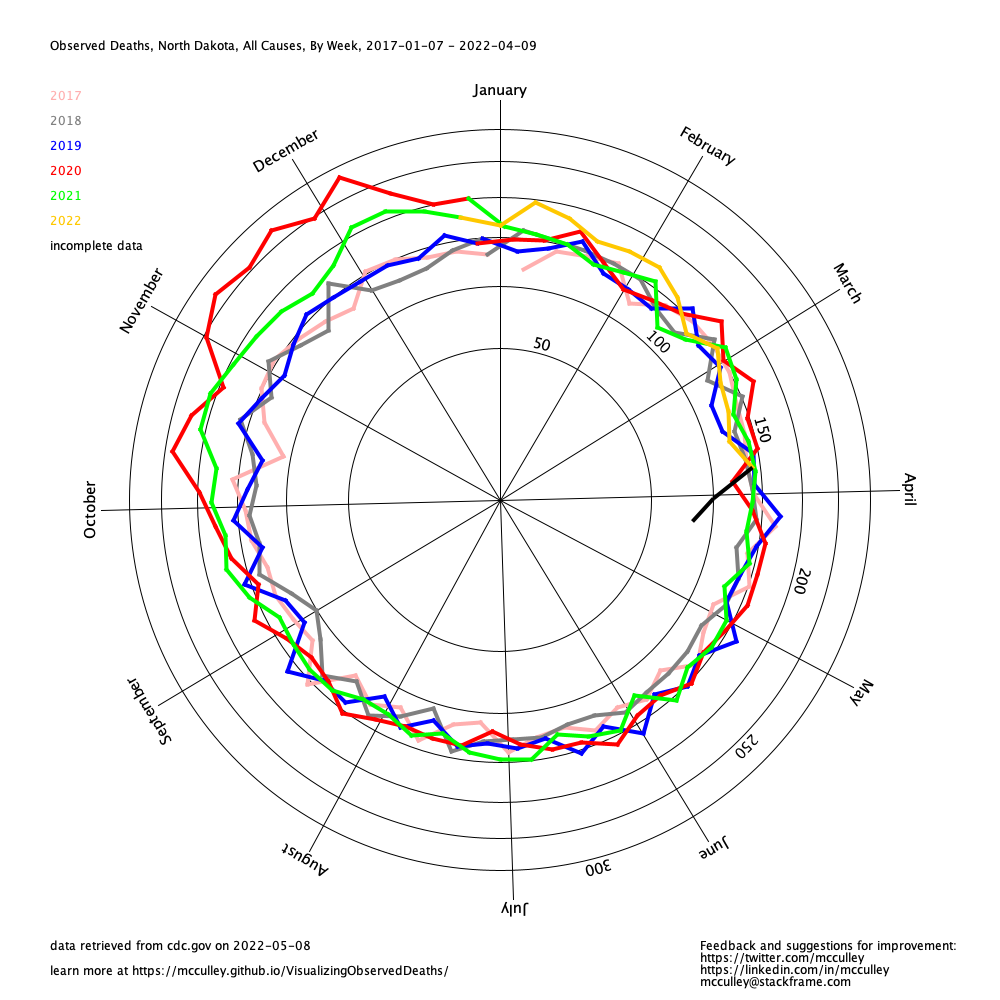 Observed Deaths, North Dakota, All Causes, By Week, 2017-01-07 - 2022-04-09
January
2017
2018
2019
2020
2021
2022
incomplete data
December
February
November
March
50
100
150
October
April
200
September
May
250
August
June
300
July
data retrieved from cdc.gov on 2022-05-08
learn more at https://mcculley.github.io/VisualizingObservedDeaths/
Feedback and suggestions for improvement:
https://twitter.com/mcculley
https://linkedin.com/in/mcculley
mcculley@stackframe.com